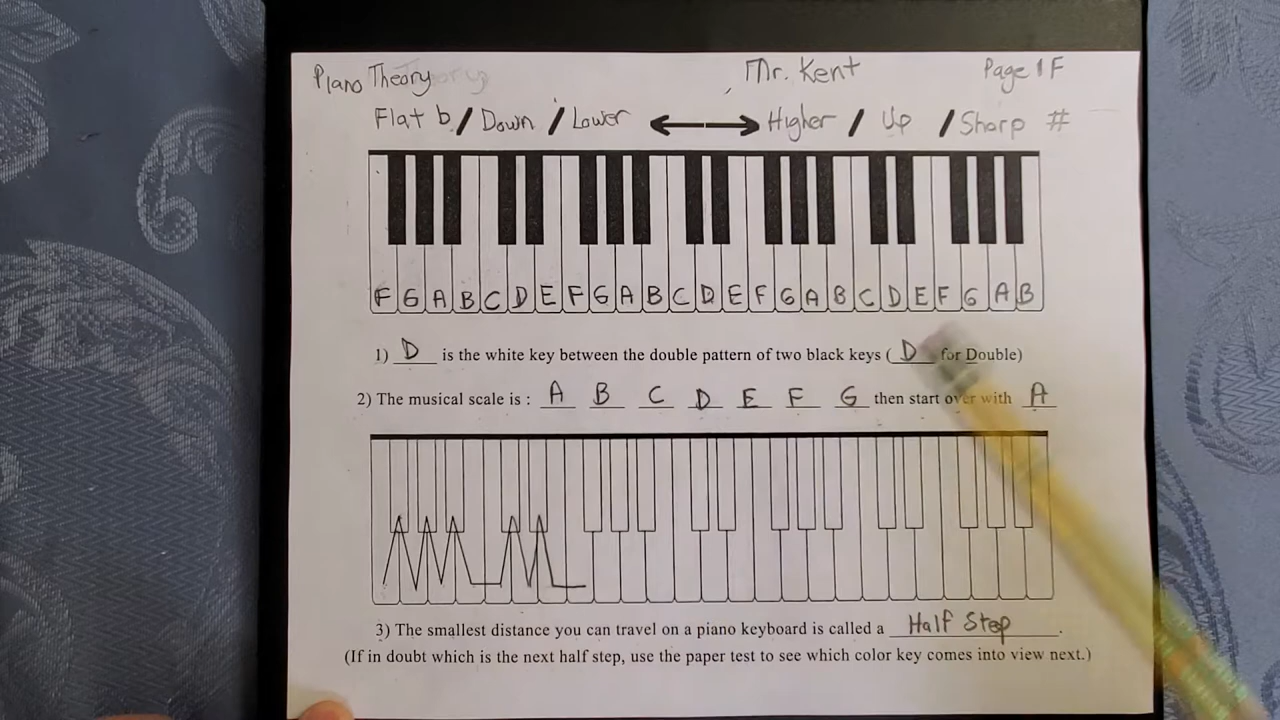 Piano Theory Mr. Kent Page 1F
Flat b / Down / Lower ⟷ Higher / Up / Sharp #
F G A B C D E F G A B C D E F G A B C D E F G A B
1) D is the white key between the double pattern of two black keys ( D for Double)
2) The musical scale is : A B C D E F G then start over with A
3) The smallest distance you can travel on a piano keyboard is called a Half Step .
(If in doubt which is the next half step, use the paper test to see which color key comes into view next.)